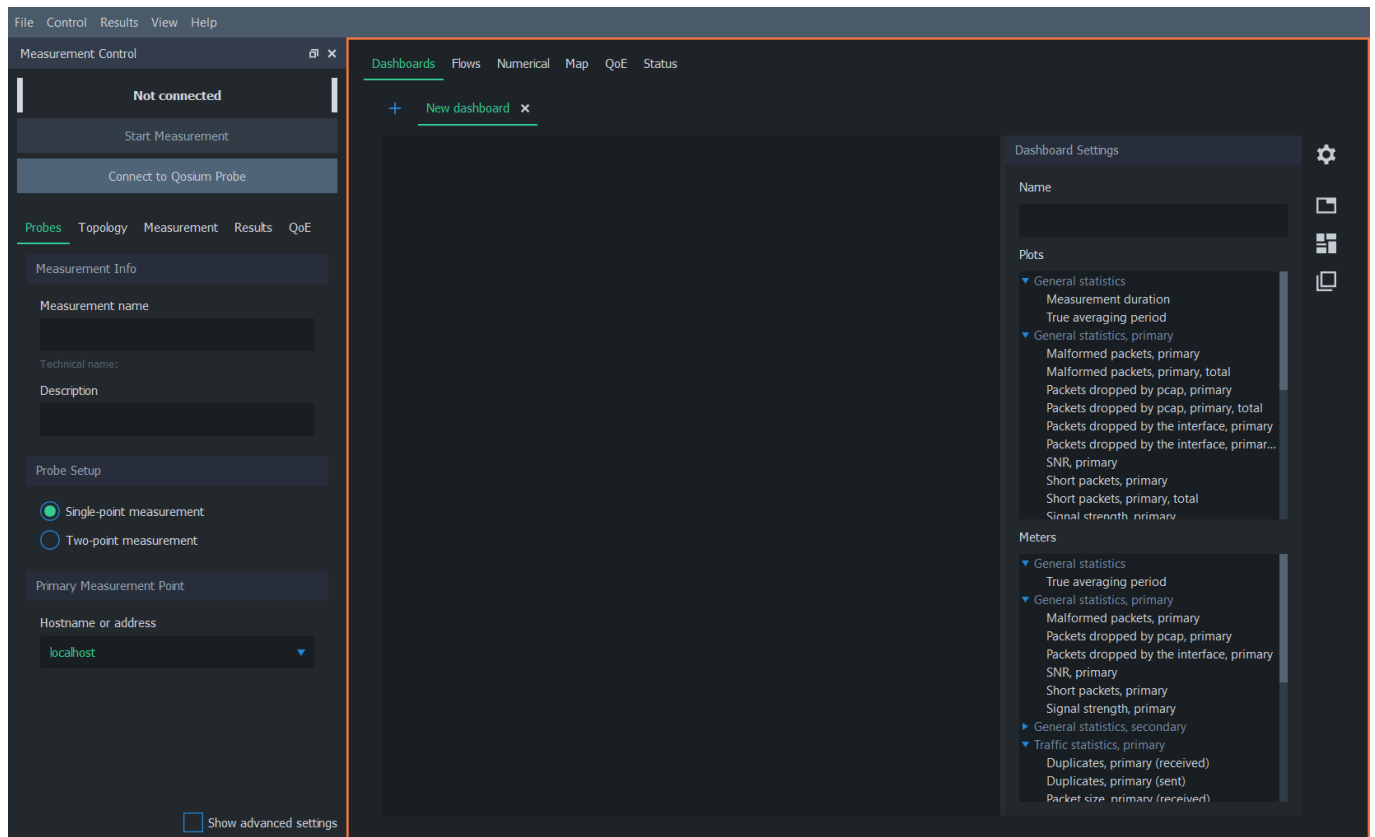 File Control Results View Help
Measurement Control
Not connected
Start Measurement
Connect to Qosium Probe
Probes Topology Measurement Results QoE
Measurement Info
Measurement name
Technical name:
Description
Probe Setup
Single-point measurement
Two-point measurement
Primary Measurement Point
Hostname or address
localhost
Show advanced settings
Dashboards Flows Numerical Map QoE Status
+ New dashboard ×
Dashboard Settings
Name
Plots
General statistics
Measurement duration
True averaging period
General statistics, primary
Malformed packets, primary
Malformed packets, primary, total
Packets dropped by pcap, primary
Packets dropped by pcap, primary, total
Packets dropped by the interface, primary
Packets dropped by the interface, primar...
SNR, primary
Short packets, primary
Short packets, primary, total
Signal strength, primary
Meters
General statistics
True averaging period
General statistics, primary
Malformed packets, primary
Packets dropped by pcap, primary
Packets dropped by the interface, primary
SNR, primary
Short packets, primary
Signal strength, primary
General statistics, secondary
Traffic statistics, primary
Duplicates, primary (received)
Duplicates, primary (sent)
Packet size, primary (received)